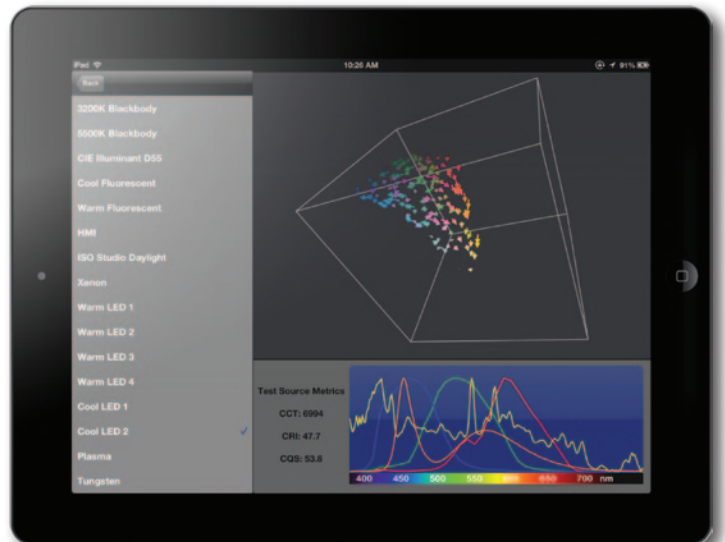 iPad 10:26 AM 91%
Back
3200K Blackbody
5500K Blackbody
CIE Illuminant D55
Cool Fluorescent
Warm Fluorescent
HMI
ISO Studio Daylight
Xenon
Warm LED 1
Warm LED 2
Warm LED 3
Warm LED 4
Cool LED 1
Cool LED 2
Plasma
Tungsten
Test Source Metrics
CCT: 6994
CRI: 47.7
CQS: 53.8
400 450 500 550 600 650 700 nm